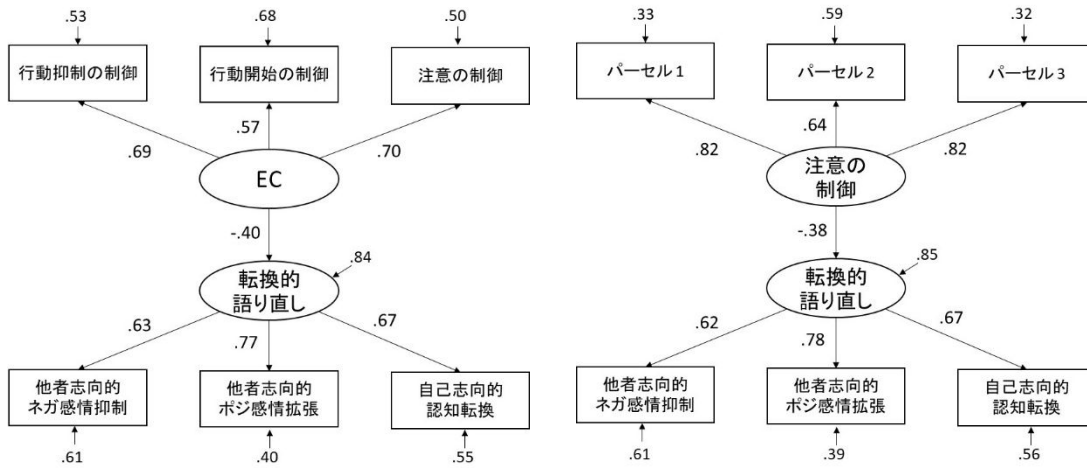 .53
.68
.50
行動抑制の制御
行動開始の制御
注意の制御
.69
.57
.70
EC
-.40
.84
転換的
語り直し
.63
.77
.67
他者志向的
ネガ感情抑制
他者志向的
ポジ感情拡張
自己志向的
認知転換
.61
.40
.55
.33
.59
.32
パーセル1
パーセル2
パーセル3
.82
.64
.82
注意の
制御
-.38
.85
転換的
語り直し
.62
.78
.67
他者志向的
ネガ感情抑制
他者志向的
ポジ感情拡張
自己志向的
認知転換
.61
.39
.56